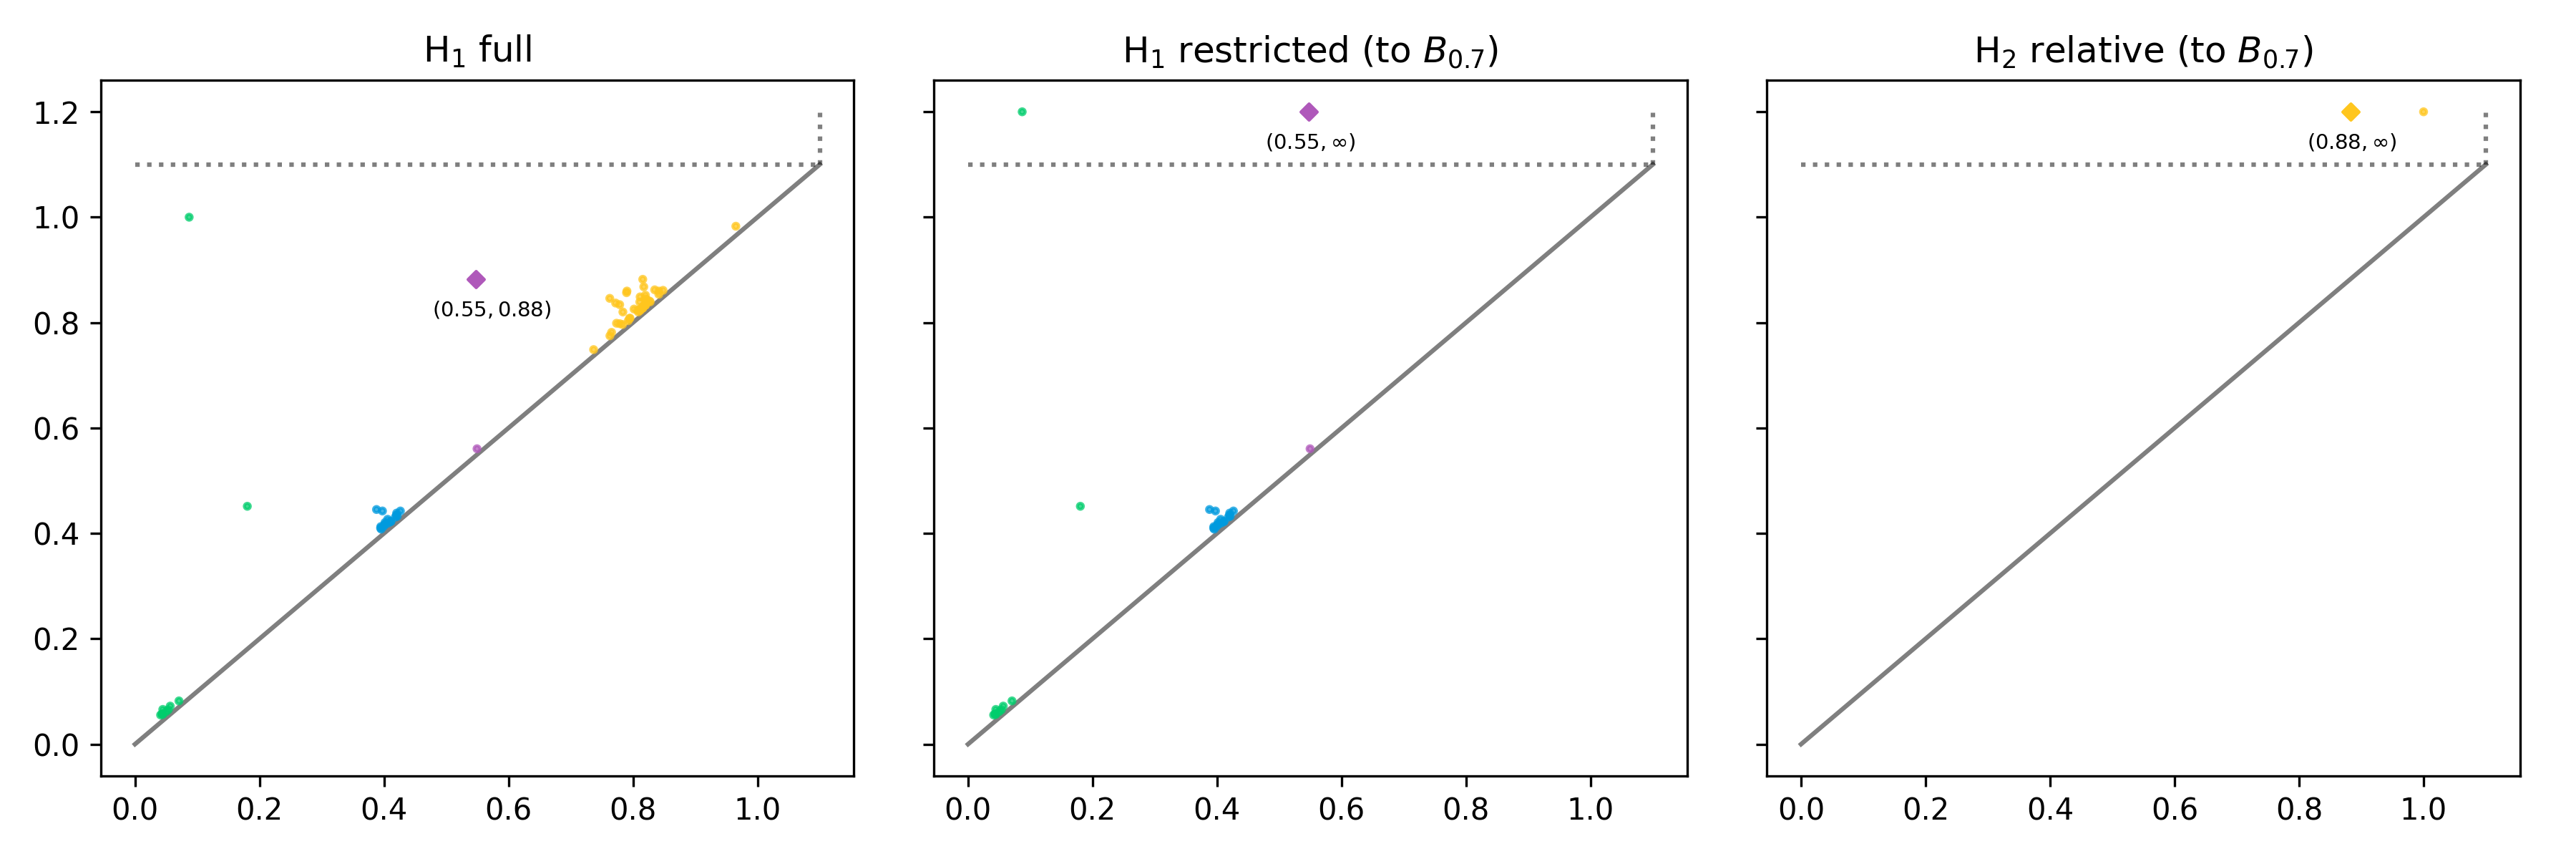 H₁ full
H₁ restricted (to B₀.₇)
H₂ relative (to B₀.₇)
1.2
1.0
0.8
0.6
0.4
0.2
0.0
(0.55, 0.88)
(0.55, ∞)
(0.88, ∞)
0.0 0.2 0.4 0.6 0.8 1.0
0.0 0.2 0.4 0.6 0.8 1.0
0.0 0.2 0.4 0.6 0.8 1.0